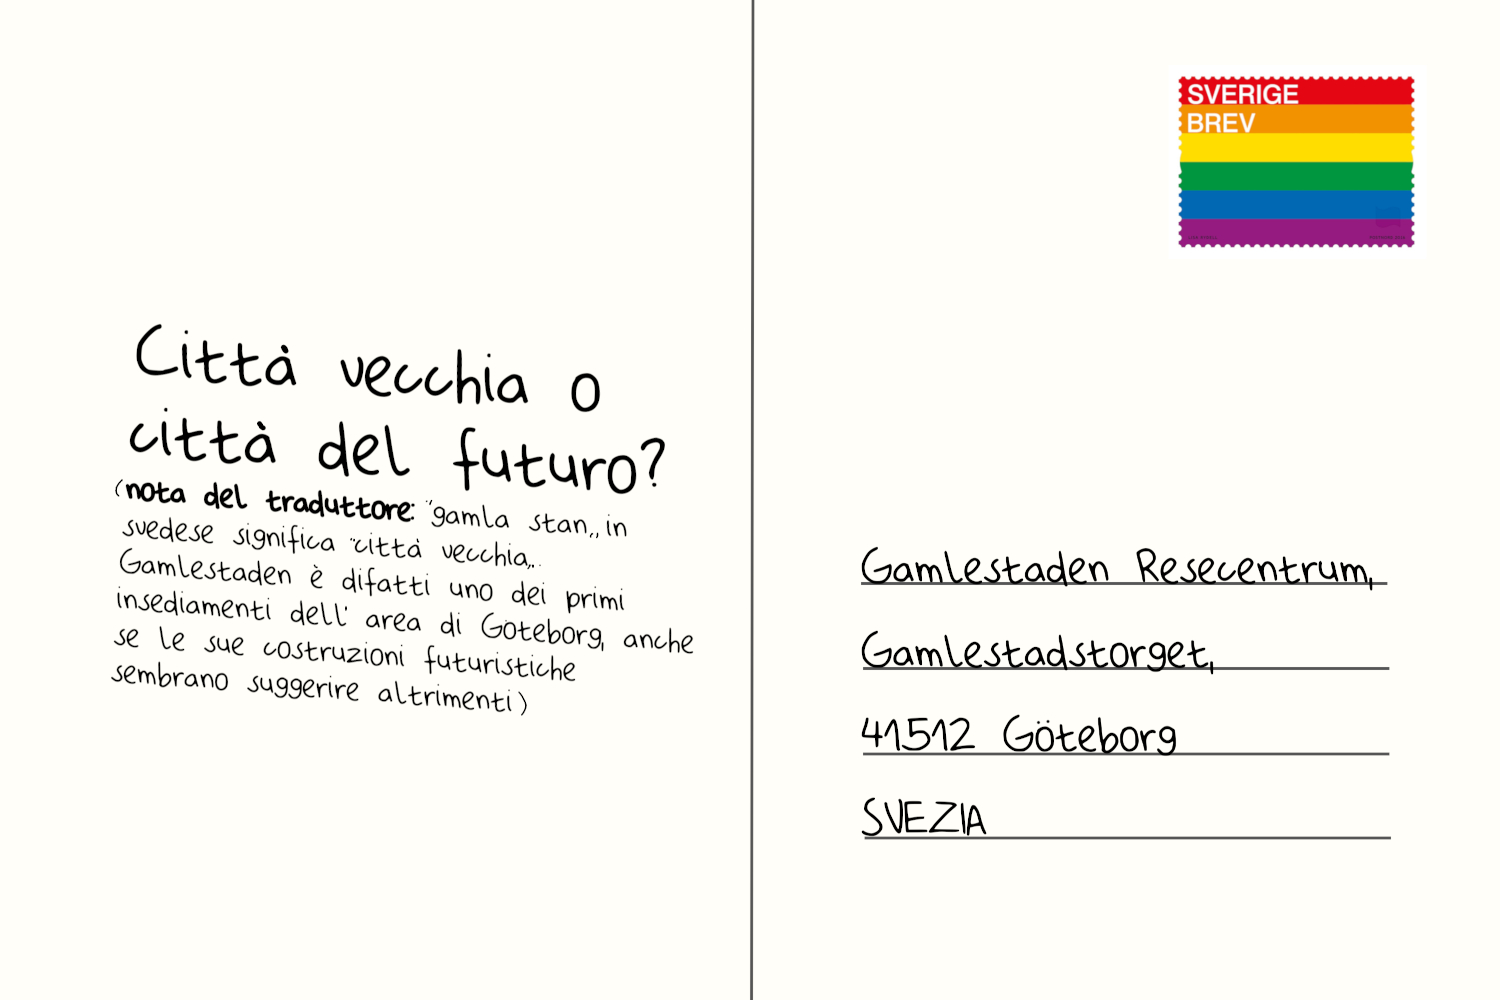 Città vecchia o
città del futuro?
(nota del traduttore: "gamla stan„ in
svedese significa "città vecchia„.
Gamlestaden è difatti uno dei primi
insediamenti dell' area di Göteborg, anche
se le sue costruzioni futuristiche
sembrano suggerire altrimenti)
SVERIGE
BREV
Gamlestaden Resecentrum,
Gamlestadstorget,
41512 Göteborg
SVEZIA